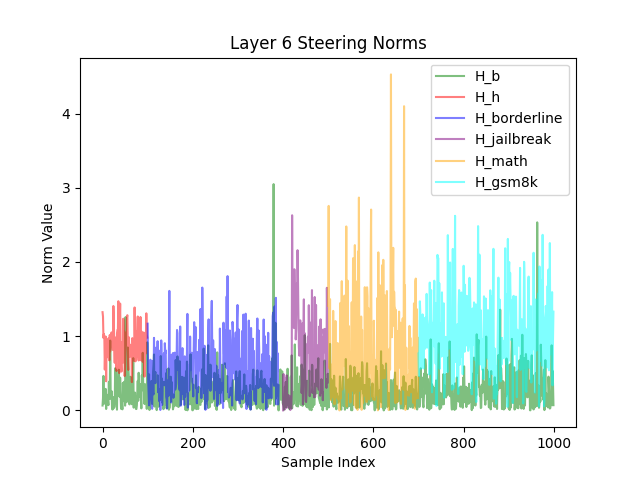 Layer 6 Steering Norms
H_b
H_h
H_borderline
H_jailbreak
H_math
H_gsm8k
4
3
2
1
0
Norm Value
0
200
400
600
800
1000
Sample Index